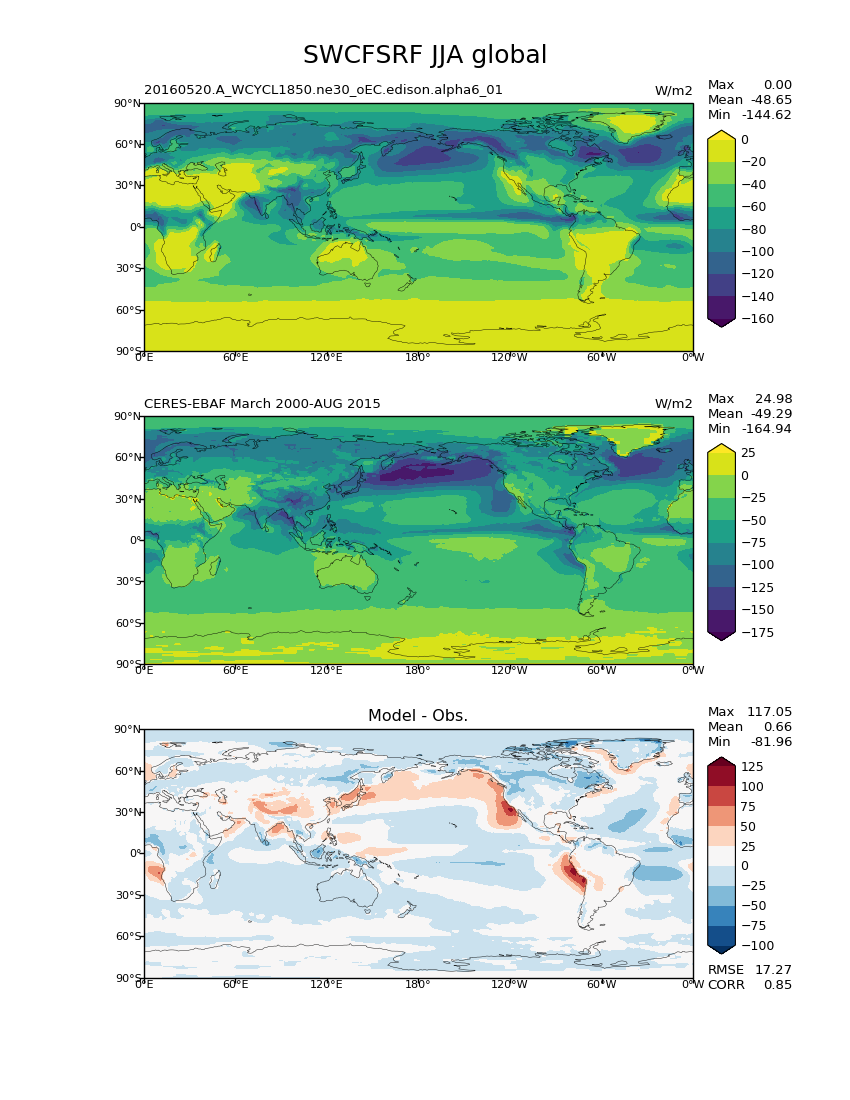 SWCFSRF JJA global
20160520.A_WCYCL1850.ne30_oEC.edison.alpha6_01
W/m2
Max 0.00
Mean -48.65
Min -144.62
90°N
60°N
30°N
0°
30°S
60°S
90°S
0°E 60°E 120°E 180° 120°W 60°W 0°W
0
−20
−40
−60
−80
−100
−120
−140
−160
CERES-EBAF March 2000-AUG 2015
W/m2
Max 24.98
Mean -49.29
Min -164.94
90°N
60°N
30°N
0°
30°S
60°S
90°S
0°E 60°E 120°E 180° 120°W 60°W 0°W
25
0
−25
−50
−75
−100
−125
−150
−175
Model - Obs.
Max 117.05
Mean 0.66
Min -81.96
90°N
60°N
30°N
0°
30°S
60°S
90°S
0°E 60°E 120°E 180° 120°W 60°W 0°W
125
100
75
50
25
0
−25
−50
−75
−100
RMSE 17.27
CORR 0.85